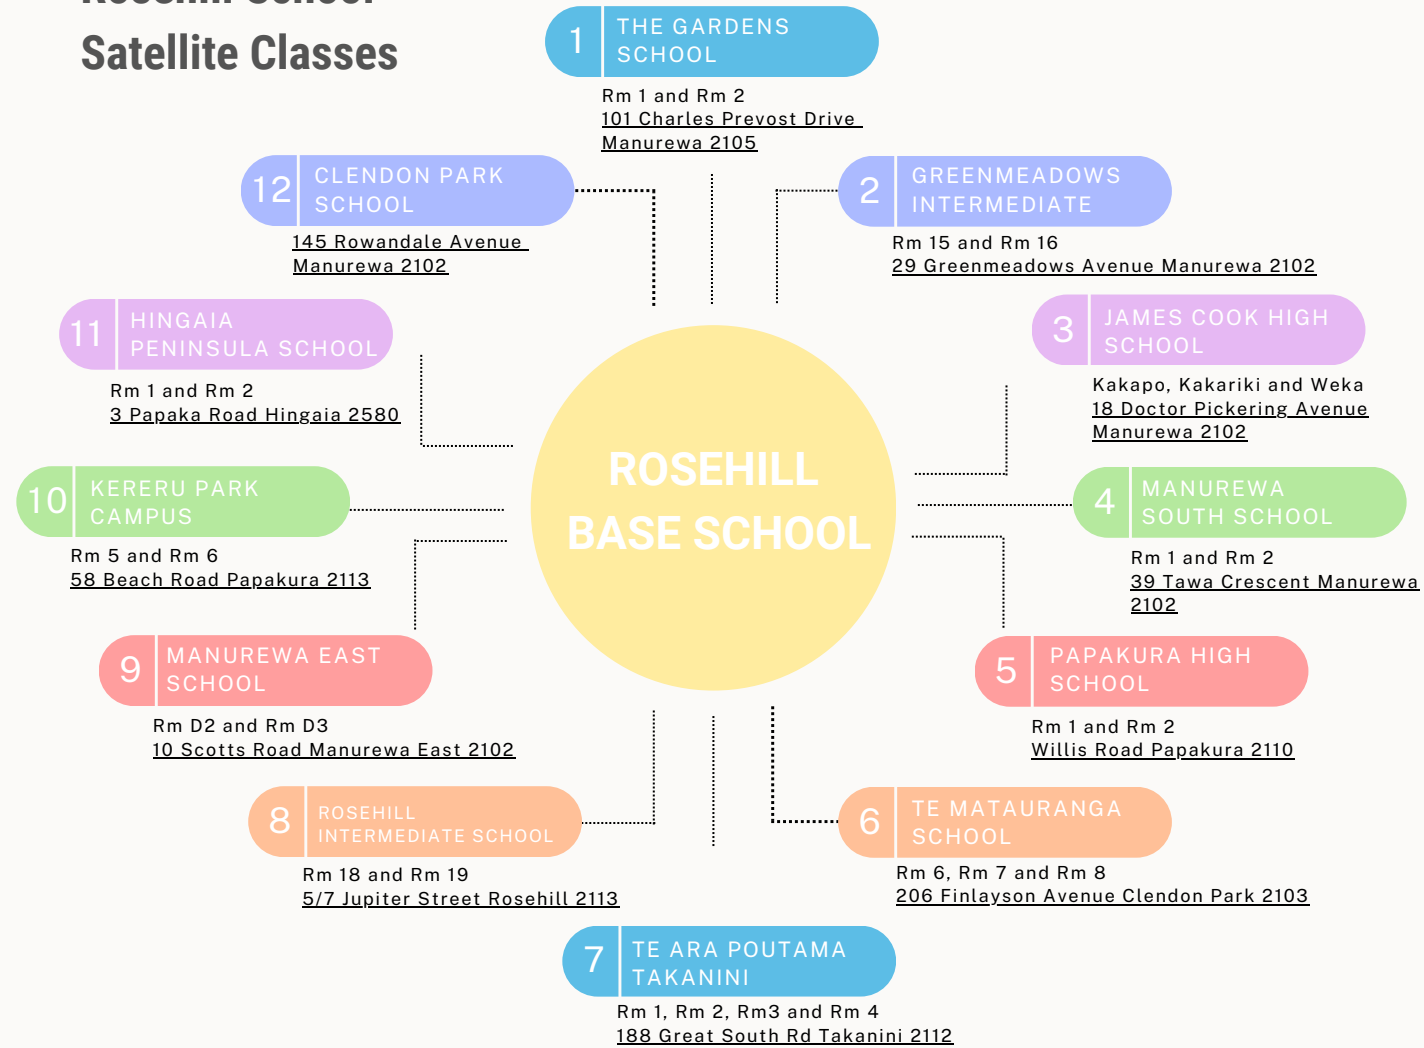 Rosehill School
Satellite Classes
1
THE GARDENS
SCHOOL
Rm 1 and Rm 2
101 Charles Prevost Drive
Manurewa 2105
12
CLENDON PARK
SCHOOL
145 Rowandale Avenue
Manurewa 2102
2
GREENMEADOWS
INTERMEDIATE
Rm 15 and Rm 16
29 Greenmeadows Avenue Manurewa 2102
11
HINGAIA
PENINSULA SCHOOL
Rm 1 and Rm 2
3 Papaka Road Hingaia 2580
3
JAMES COOK HIGH
SCHOOL
Kakapo, Kakariki and Weka
18 Doctor Pickering Avenue
Manurewa 2102
ROSEHILL
BASE SCHOOL
10
KERERU PARK
CAMPUS
Rm 5 and Rm 6
58 Beach Road Papakura 2113
4
MANUREWA
SOUTH SCHOOL
Rm 1 and Rm 2
39 Tawa Crescent Manurewa
2102
9
MANUREWA EAST
SCHOOL
Rm D2 and Rm D3
10 Scotts Road Manurewa East 2102
5
PAPAKURA HIGH
SCHOOL
Rm 1 and Rm 2
Willis Road Papakura 2110
8
ROSEHILL
INTERMEDIATE SCHOOL
Rm 18 and Rm 19
5/7 Jupiter Street Rosehill 2113
6
TE MATAURANGA
SCHOOL
Rm 6, Rm 7 and Rm 8
206 Finlayson Avenue Clendon Park 2103
7
TE ARA POUTAMA
TAKANINI
Rm 1, Rm 2, Rm3 and Rm 4
188 Great South Rd Takanini 2112